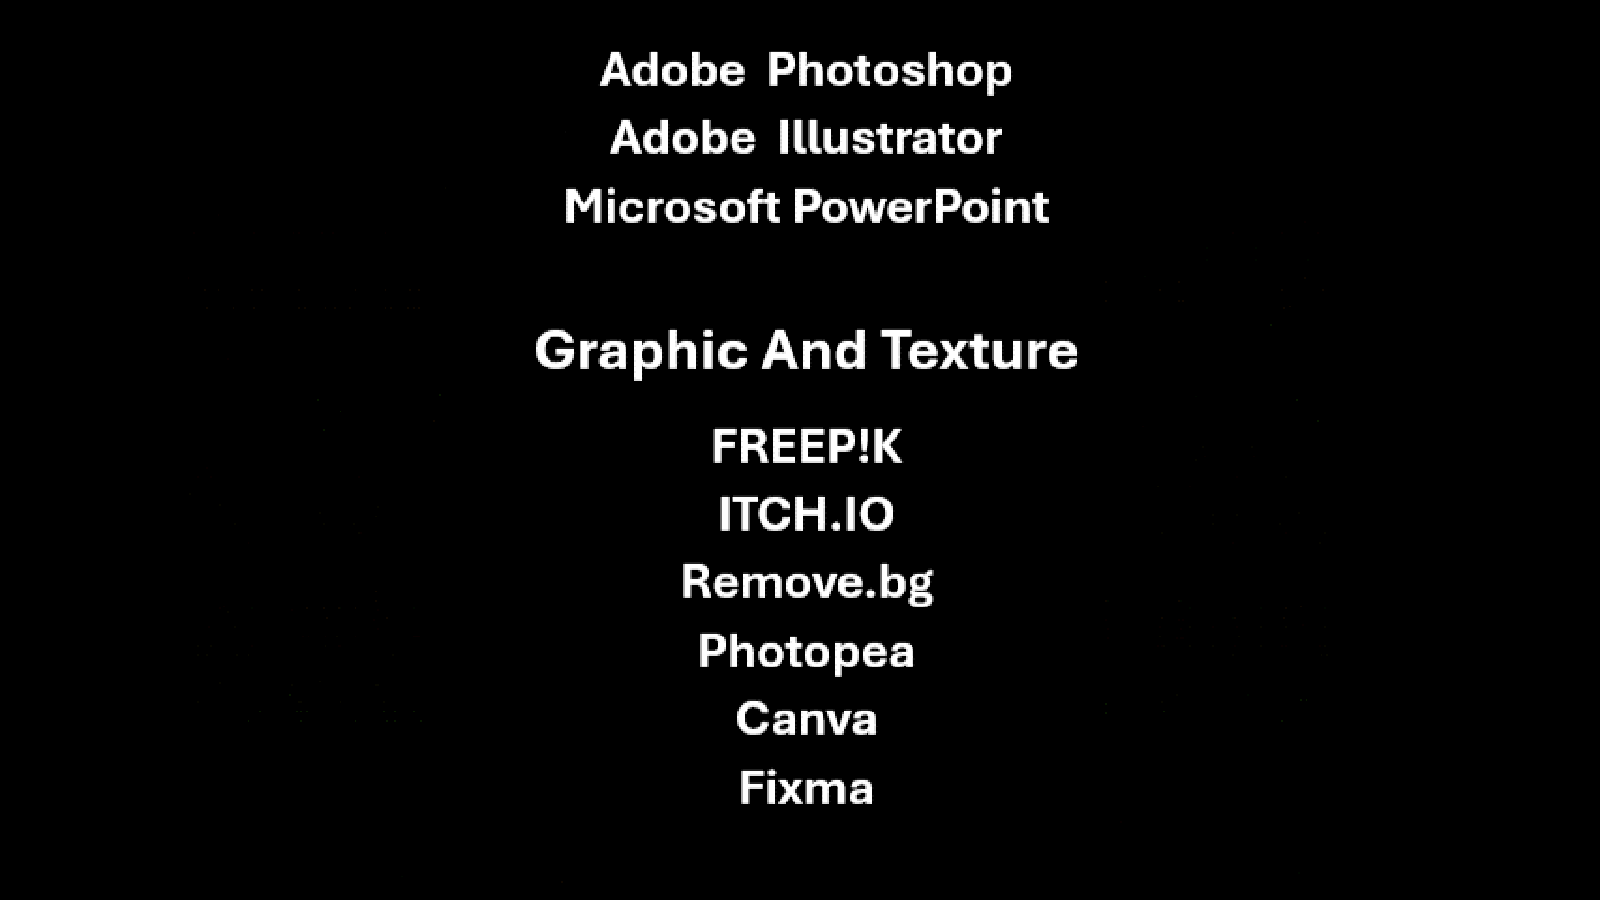 Adobe Photoshop
Adobe Illustrator
Microsoft PowerPoint
Graphic And Texture
FREEP!K
ITCH.IO
Remove.bg
Photopea
Canva
Fixma